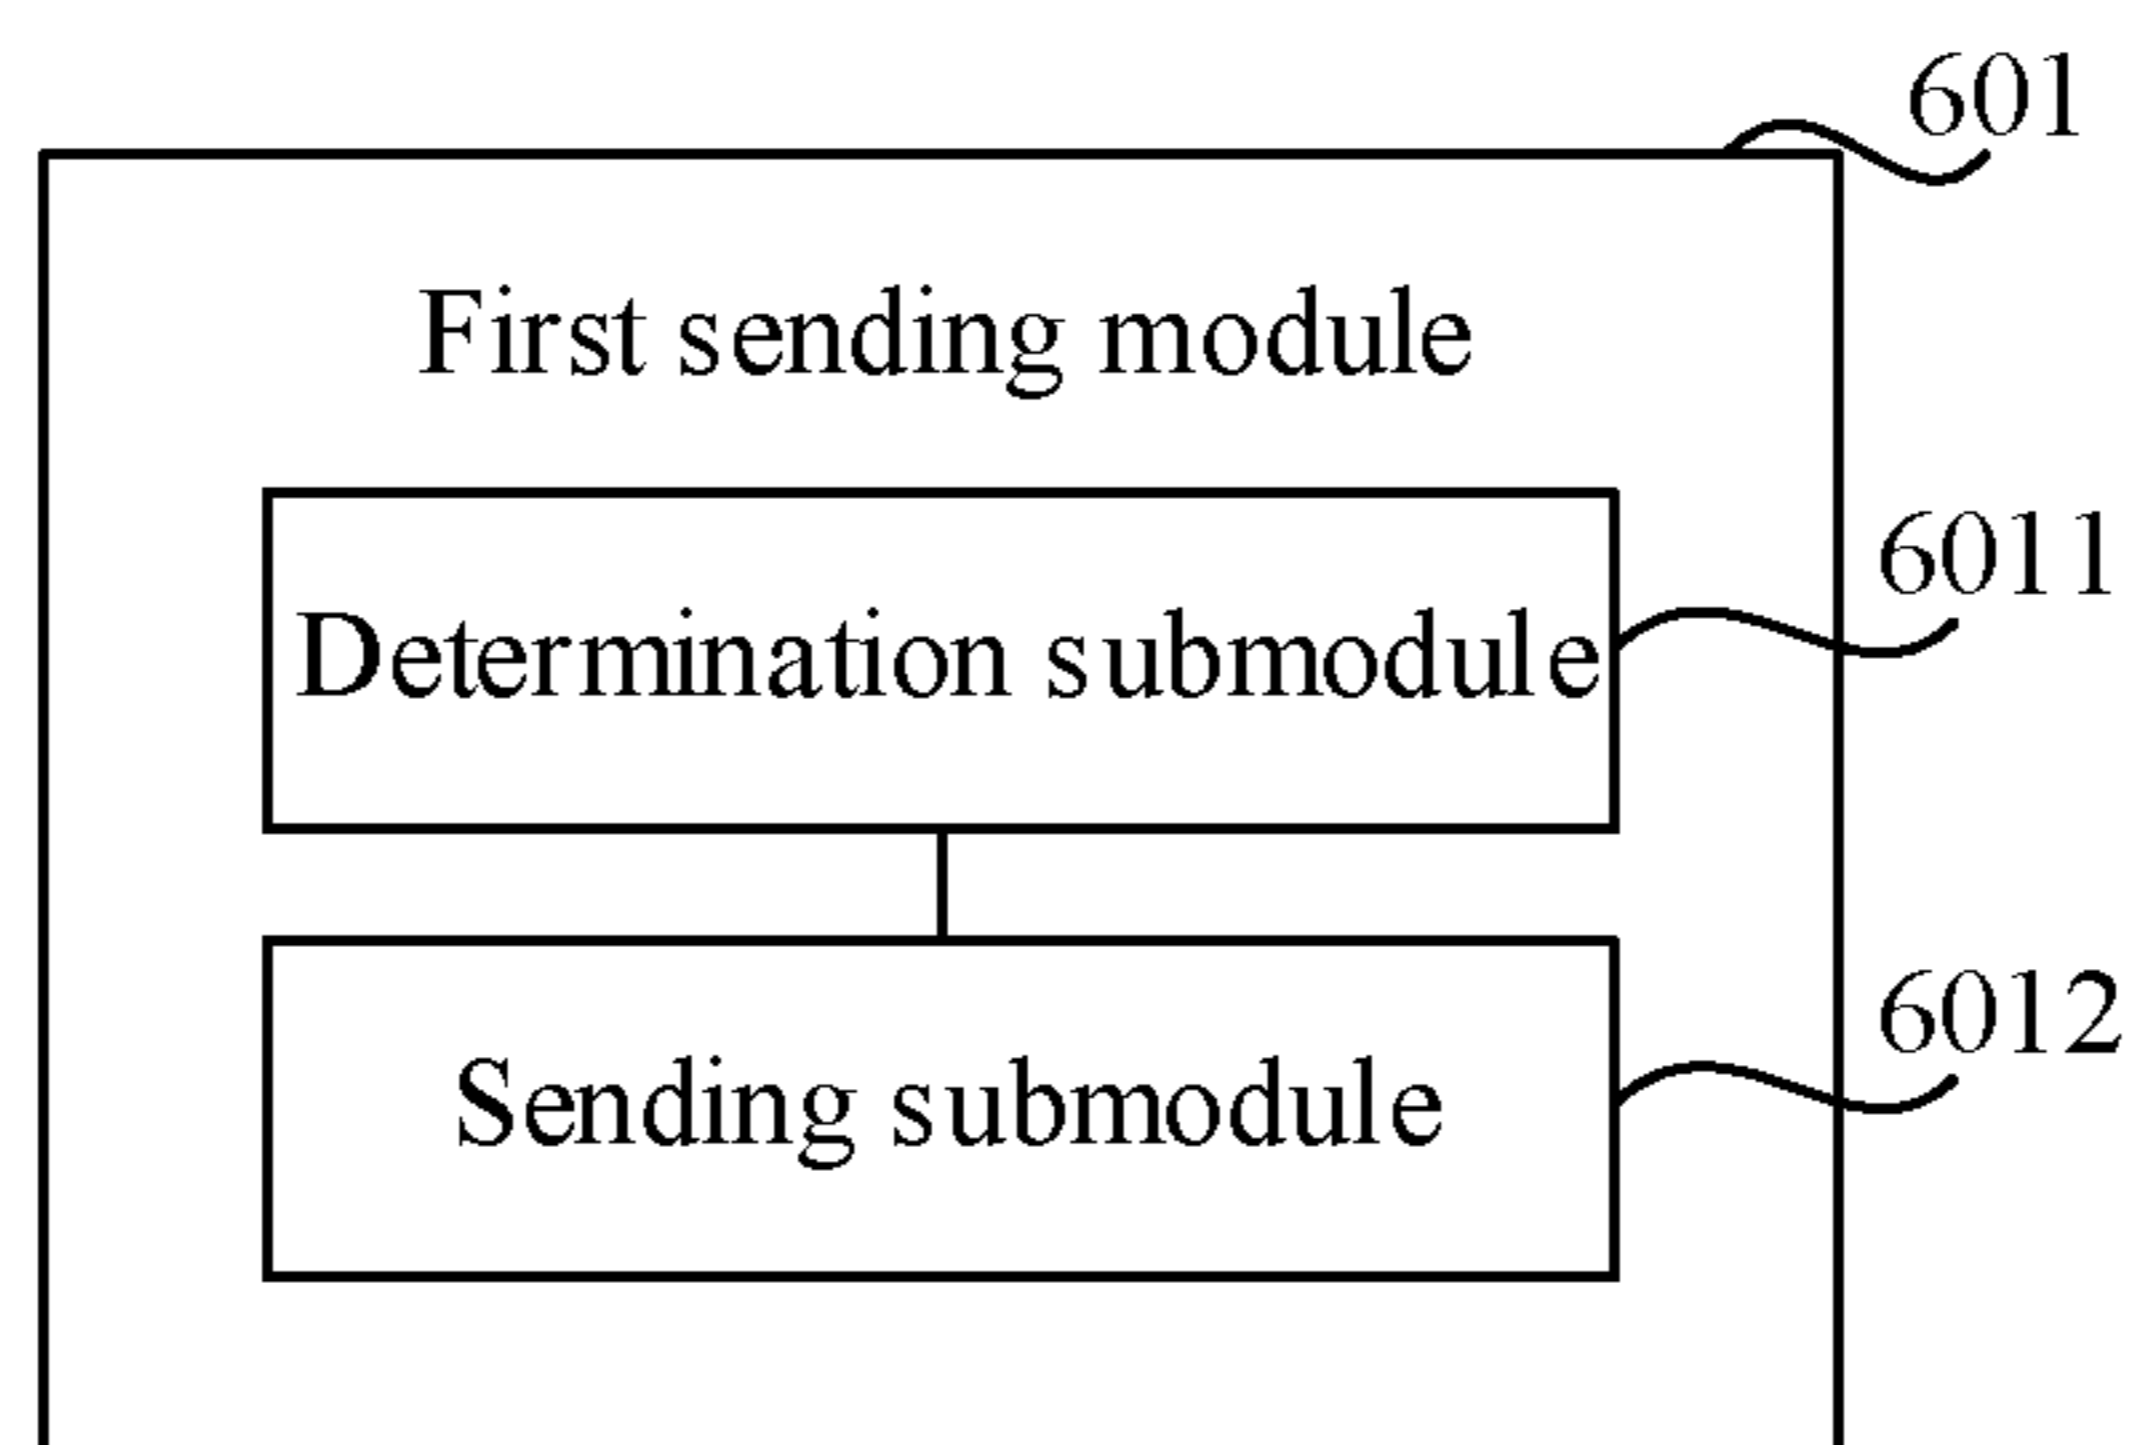 601
First sending module
6011
Determination submodule
6012
Sending submodule